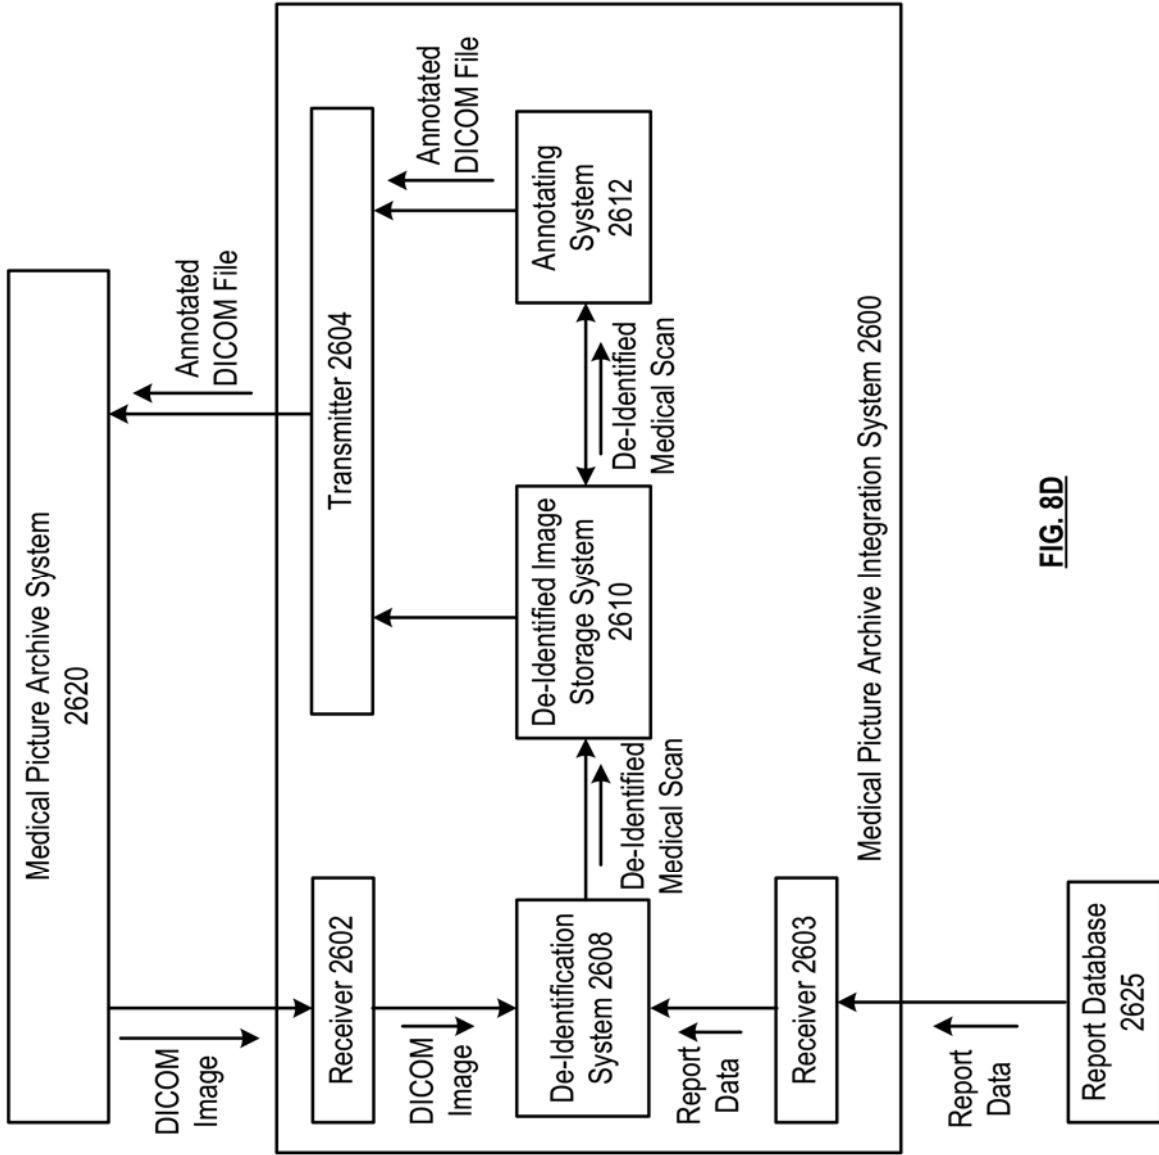 Medical Picture Archive System
2620
DICOM
Image
Annotated
DICOM File
Receiver 2602
Transmitter 2604
DICOM
Image
Annotated
DICOM File
De-Identification
System 2608
De-Identified
Medical Scan
De-Identified Image
Storage System
2610
De-Identified
Medical Scan
Annotating
System
2612
Report
Data
Receiver 2603
Medical Picture Archive Integration System 2600
Report
Data
Report Database
2625
FIG. 8D